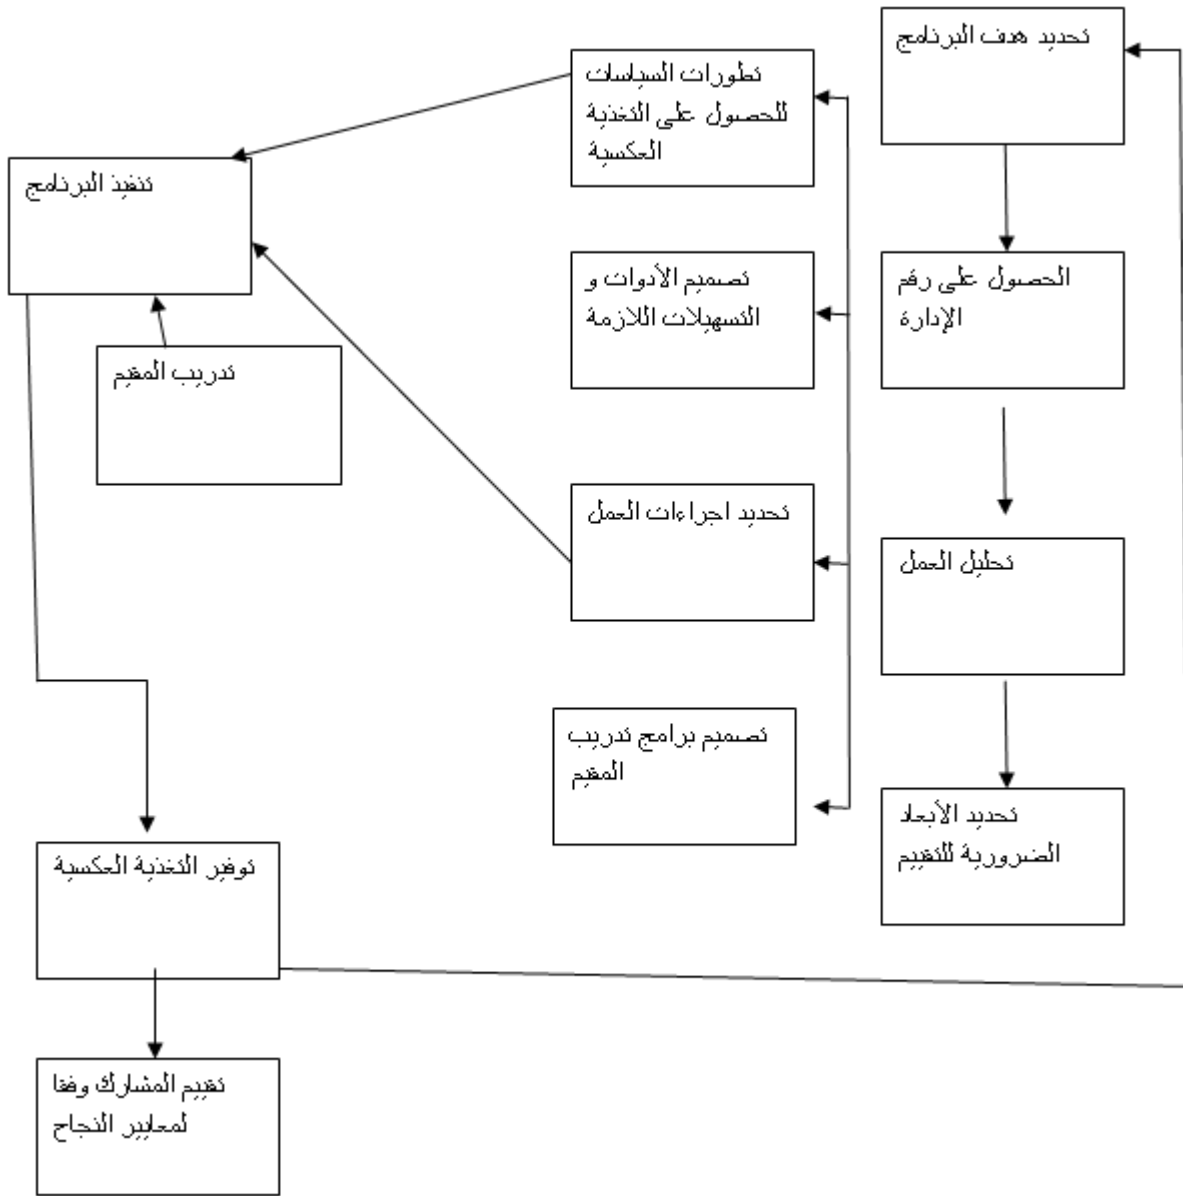 تحديد هدف البرنامج
الحصول على رقم
الإدارة
تحليل العمل
تحديد الأبعاد
الضرورية للتقييم
تطورات السياسات
للحصول على التغذية
العكسية
تصميم الأدوات و
التسهيلات اللازمة
تحديد اجراءات العمل
تصميم برامج تدريب
المقيم
تنفيذ البرنامج
تدريب المقيم
توفير التغذية العكسية
تقييم المشارك وفقا
لمعايير النجاح